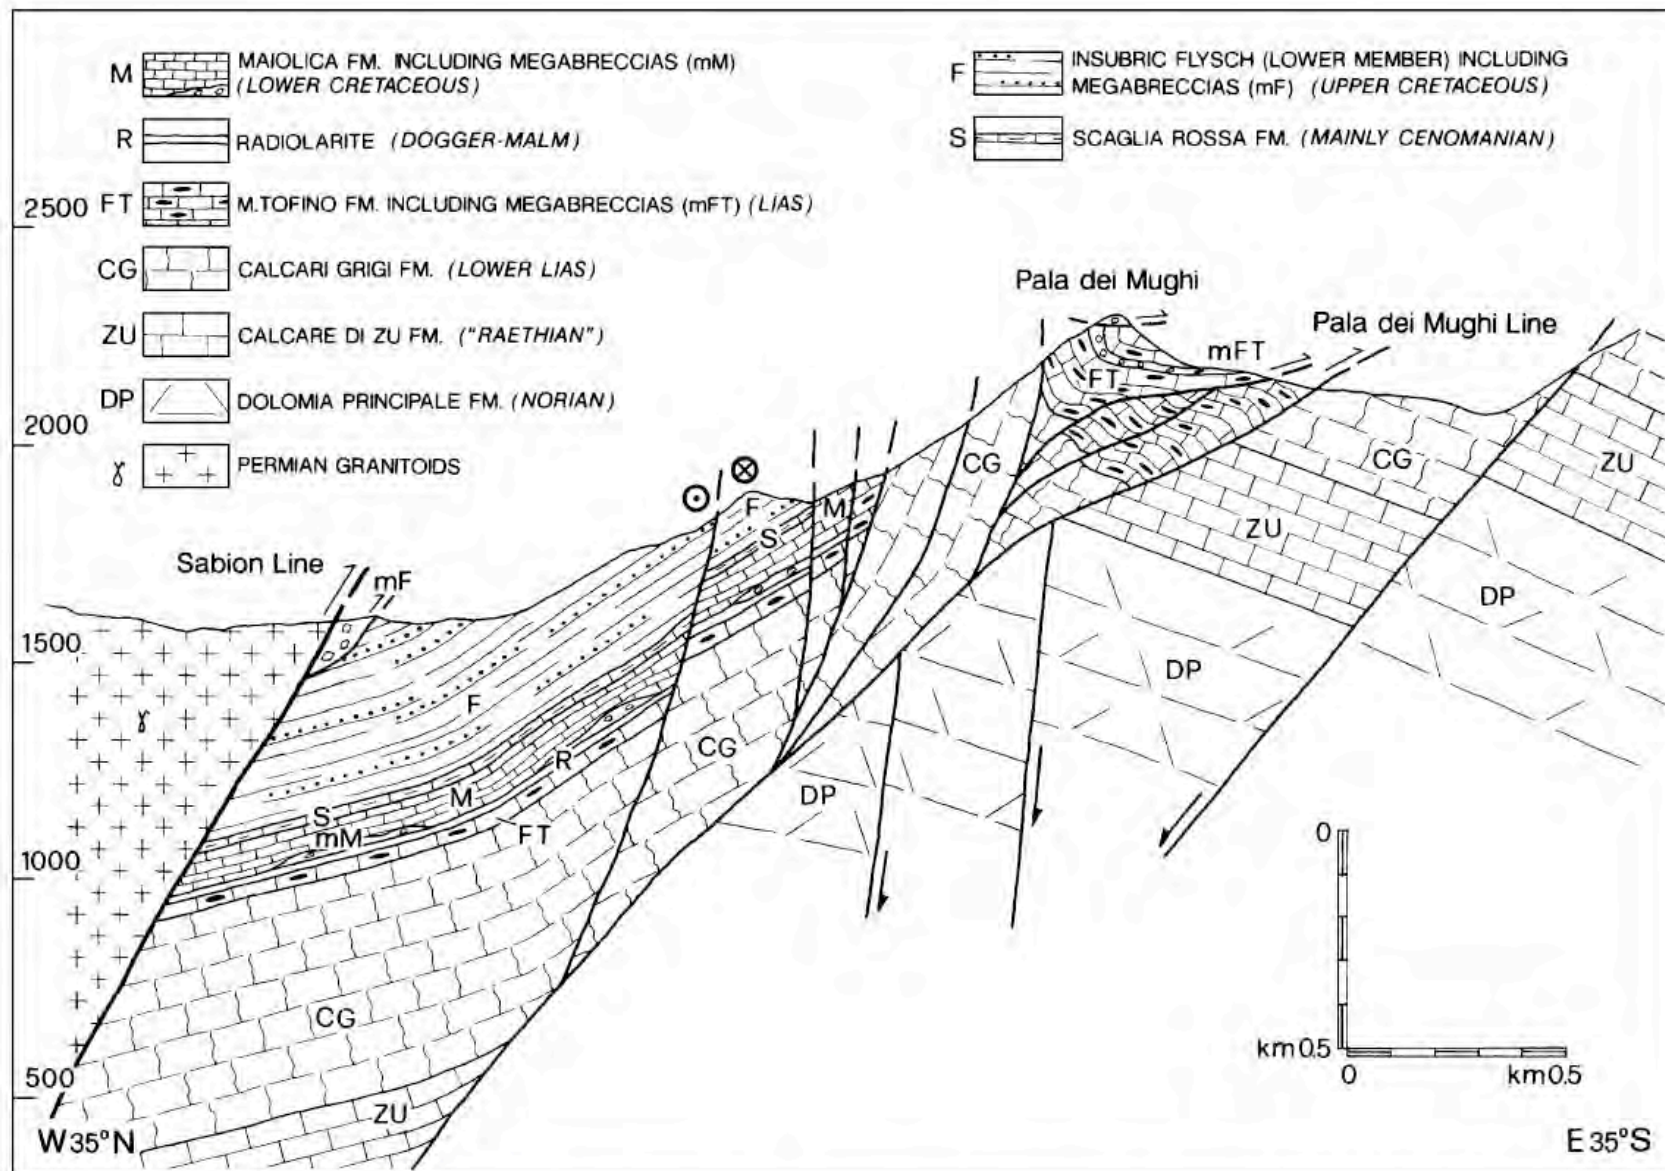 M MAIOLICA FM. INCLUDING MEGABRECCIAS (mM)
(LOWER CRETACEOUS)
R RADIOLARITE (DOGGER-MALM)
FT M.TOFINO FM. INCLUDING MEGABRECCIAS (mFT) (LIAS)
CG CALCARI GRIGI FM. (LOWER LIAS)
ZU CALCARE DI ZU FM. ("RAETHIAN")
DP DOLOMIA PRINCIPALE FM. (NORIAN)
ɣ PERMIAN GRANITOIDS
F INSUBRIC FLYSCH (LOWER MEMBER) INCLUDING
MEGABRECCIAS (mF) (UPPER CRETACEOUS)
S SCAGLIA ROSSA FM. (MAINLY CENOMANIAN)
2500
2000
1500
1000
500
Pala dei Mughi
Pala dei Mughi Line
mFT
FT
CG
CG
ZU
ZU
F
M
S
Sabion Line
mF
DP
DP
ɣ
F
CG
R
DP
M
S
mM
FT
CG
ZU
0
km0.5
0
km0.5
W35°N
E35°S